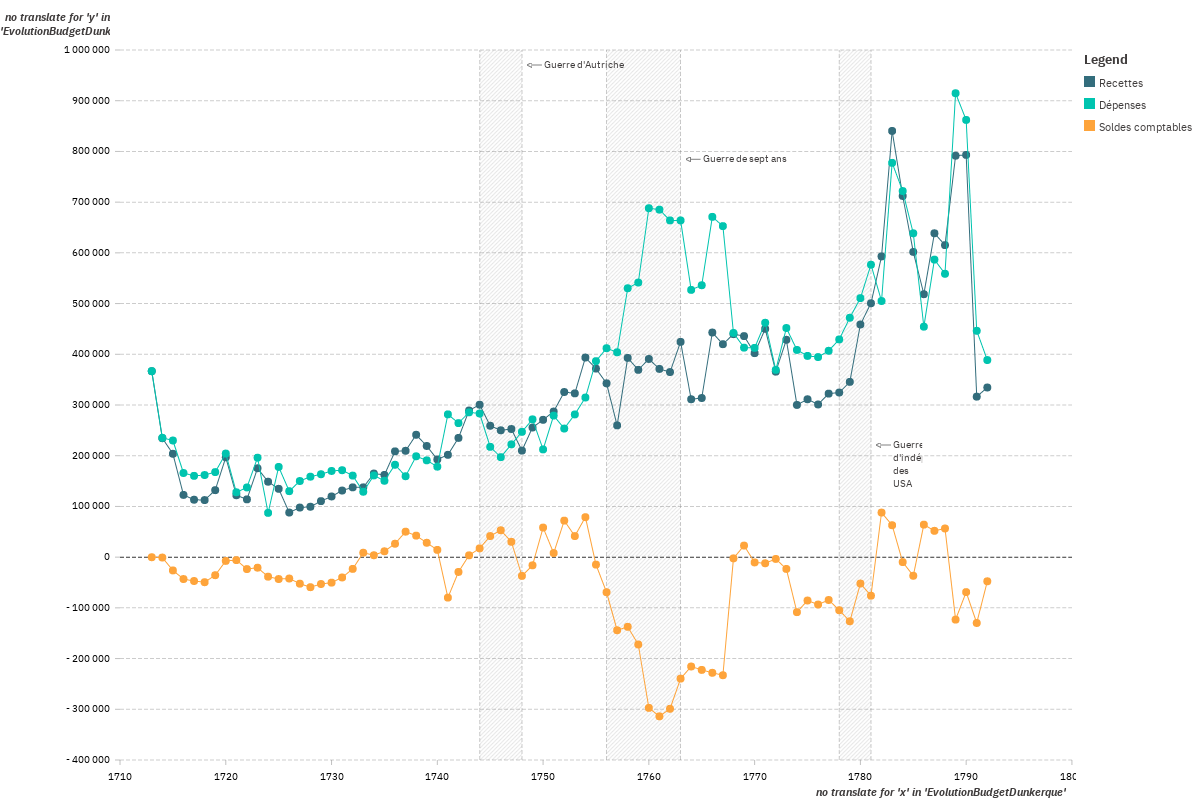 no translate for 'y' in
'EvolutionBudgetDunk
1 000 000
900 000
800 000
700 000
600 000
500 000
400 000
300 000
200 000
100 000
0
- 100 000
- 200 000
- 300 000
- 400 000
Guerre d'Autriche
Guerre de sept ans
Guerre
d'indé
des
USA
1710
1720
1730
1740
1750
1760
1770
1780
1790
180
no translate for 'x' in 'EvolutionBudgetDunkerque'
Legend
Recettes
Dépenses
Soldes comptables